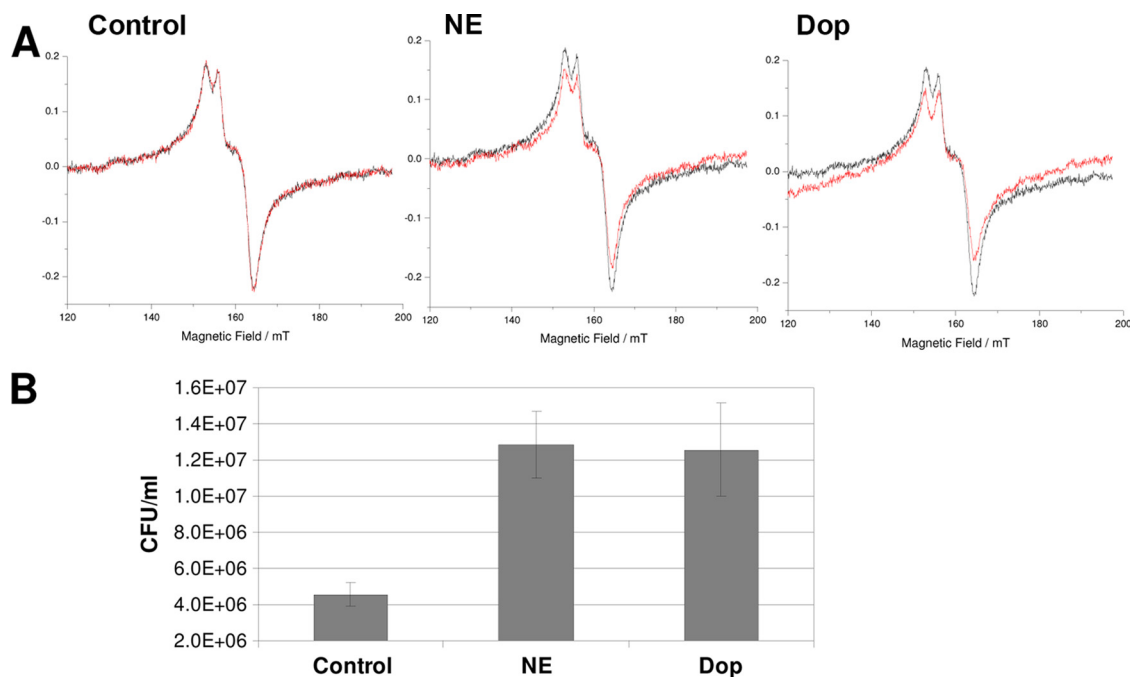 A
Control
NE
Dop
0.2
0.1
0.0
-0.1
-0.2
120
140
160
180
200
Magnetic Field / mT
0.2
0.1
0.0
-0.1
-0.2
120
140
160
180
200
Magnetic Field / mT
0.2
0.1
0.0
-0.1
-0.2
120
140
160
180
200
Magnetic Field / mT
B
CFU/ml
1.6E+07
1.4E+07
1.2E+07
1.0E+07
8.0E+06
6.0E+06
4.0E+06
2.0E+06
Control
NE
Dop